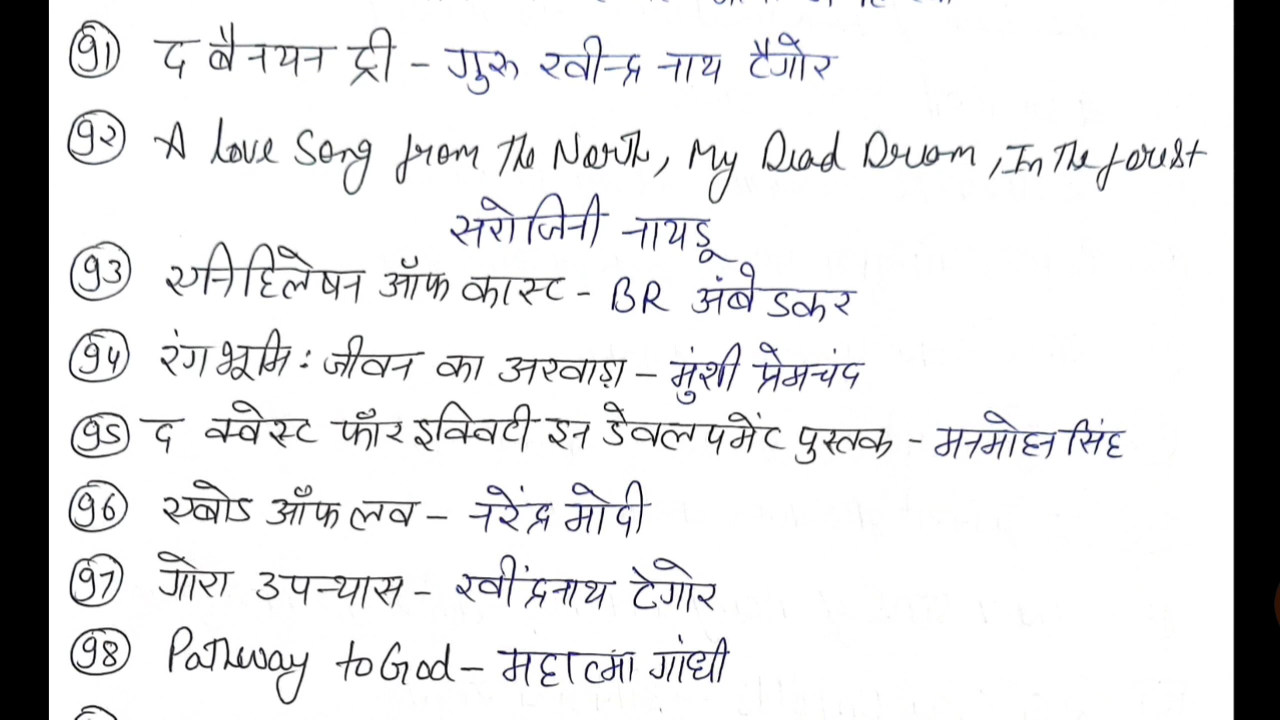 91 द बैनयन ट्री - गुरु रवीन्द्र नाथ टैगोर
92 A Love Song from The North, My Dead Dream, In The forest
सरोजिनी नायडू
93 एनिहिलेषन ऑफ कास्ट - BR अंबेडकर
94 रंगभूमि : जीवन का अखाड़ा - मुंशी प्रेमचंद
95 द क्वेस्ट फॉर इक्विटी इन डेवलपमेंट पुस्तक - मनमोहन सिंह
96 एबोड ऑफ लव - नरेंद्र मोदी
97 गोरा उपन्यास - रवींद्रनाथ टेगोर
98 Pathway to God - महात्मा गांधी